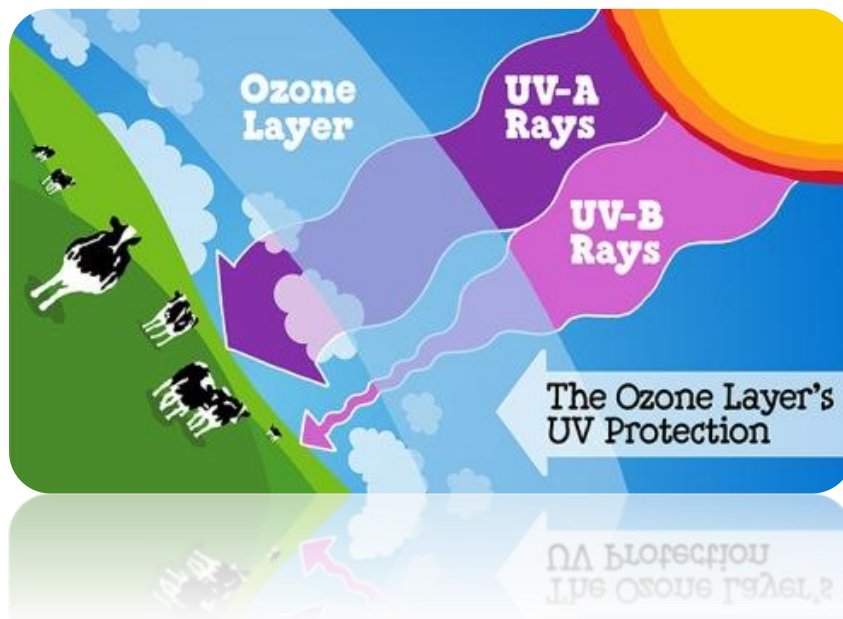 Ozone
Layer
UV-A
Rays
UV-B
Rays
The Ozone Layer's
UV Protection